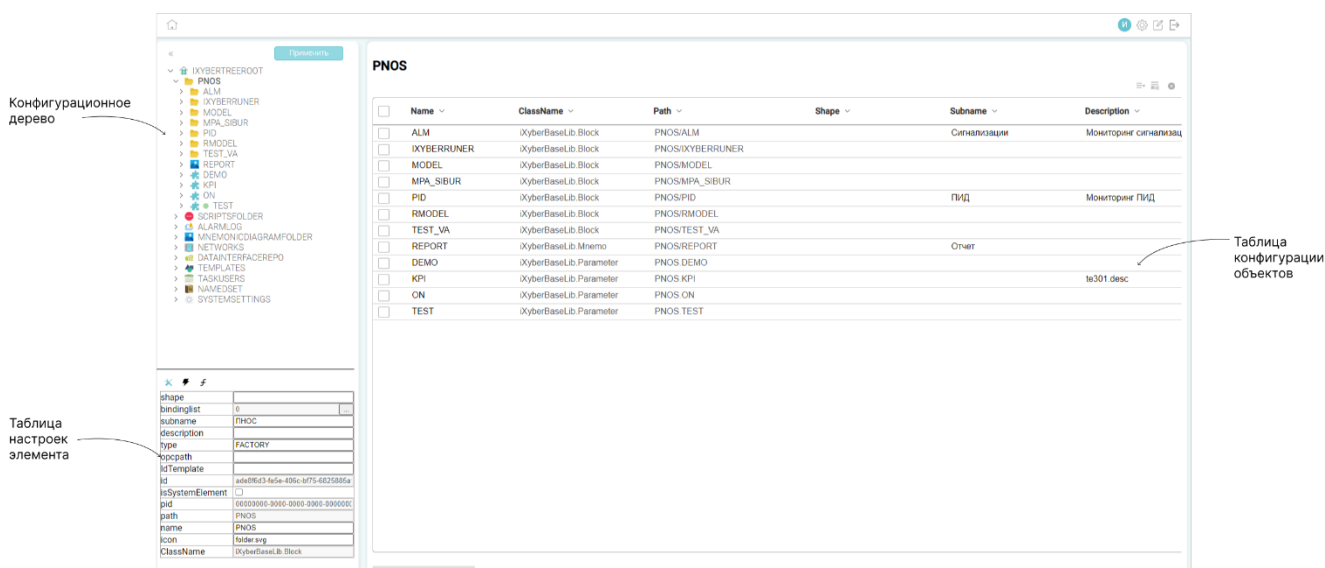 И
«
Применить
Конфигурационное
дерево
IXYBERTREEROOT
PNOS
ALM
IXYBERRUNER
MODEL
MPA_SIBUR
PID
RMODEL
TEST_VA
REPORT
DEMO
KPI
ON
TEST
SCRIPTSFOLDER
ALARMLOG
MNEMONICDIAGRAMFOLDER
NETWORKS
DATAINTERFACEREPO
TEMPLATES
TASKUSERS
NAMEDSET
SYSTEMSETTINGS
PNOS
Name ClassName Path Shape Subname Description
ALM iXyberBaseLib.Block PNOS/ALM Сигнализации Мониторинг сигнализац
IXYBERRUNER iXyberBaseLib.Block PNOS/IXYBERRUNER
MODEL iXyberBaseLib.Block PNOS/MODEL
MPA_SIBUR iXyberBaseLib.Block PNOS/MPA_SIBUR
PID iXyberBaseLib.Block PNOS/PID ПИД Мониторинг ПИД
RMODEL iXyberBaseLib.Block PNOS/RMODEL
TEST_VA iXyberBaseLib.Block PNOS/TEST_VA
REPORT iXyberBaseLib.Mnemo PNOS/REPORT Отчет
DEMO iXyberBaseLib.Parameter PNOS.DEMO
KPI iXyberBaseLib.Parameter PNOS.KPI te301.desc
ON iXyberBaseLib.Parameter PNOS.ON
TEST iXyberBaseLib.Parameter PNOS.TEST
Таблица
конфигурации
объектов
Таблица
настроек
элемента
shape
bindinglist 0 ...
subname ПНОС
description
type FACTORY
opcpath
IdTemplate
id
isSystemElement
pid
path PNOS
name PNOS
icon folder.svg
ClassName iXyberBaseLib.Block